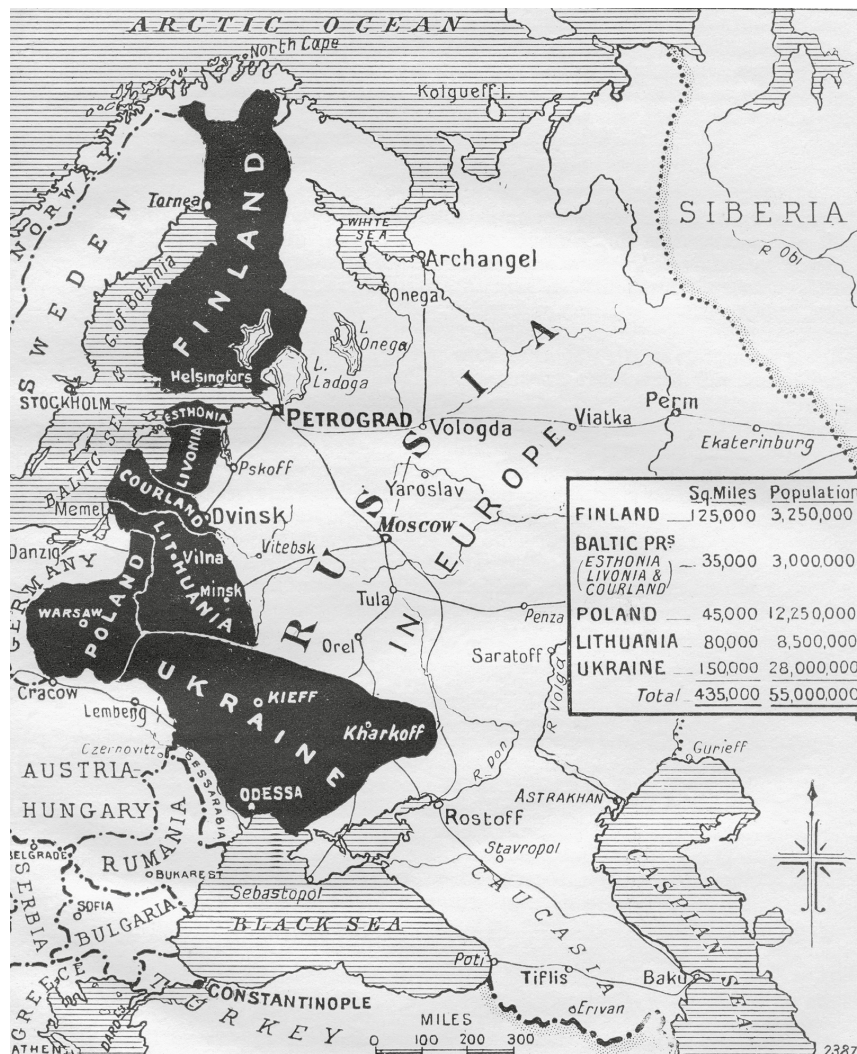 ARCTIC OCEAN
North Cape
Kolgueff I.
NORWAY
SWEDEN
FINLAND
Tornea
WHITE
SEA
SIBERIA
R. Obi
Archangel
Onega
G. of Bothnia
L.
Onega
L.
Ladoga
Helsingfors
STOCKHOLM
ESTHONIA
PETROGRAD
Vologda
Viatka
Perm
Ekaterinburg
BALTIC SEA
LIVONIA
Pskoff
Yaroslav
RUSSIA
IN EUROPE
COURLAND
Memel
Dvinsk
Moscow
LITHUANIA
Vilna
Vitebsk
Danzig
Minsk
GERMANY
WARSAW
POLAND
Tula
Penza
Orel
Saratoff
R. Volga
Sq. Miles Population
FINLAND 125,000 3,250,000
BALTIC PRS
(ESTHONIA
LIVONIA &
COURLAND) 35,000 3,000,000
POLAND 45,000 12,250,000
LITHUANIA 80,000 8,500,000
UKRAINE 150,000 28,000,000
Total 435,000 55,000,000
Cracow
UKRAINE
KIEFF
Kharkoff
Lemberg
Czernovitz
AUSTRIA
HUNGARY
BESSARABIA
ODESSA
R. Don
Rostoff
Gurieff
ASTRAKHAN
Stavropol
BELGRADE
RUMANIA
BUKAREST
SERBIA
SOFIA
BULGARIA
Sebastopol
BLACK SEA
CAUCASIA
CASPIAN SEA
Poti
Tiflis
Baku
Erivan
GREECE
TURKEY
CONSTANTINOPLE
DARDS
ATHEN
MILES
0 100 200 300
2387